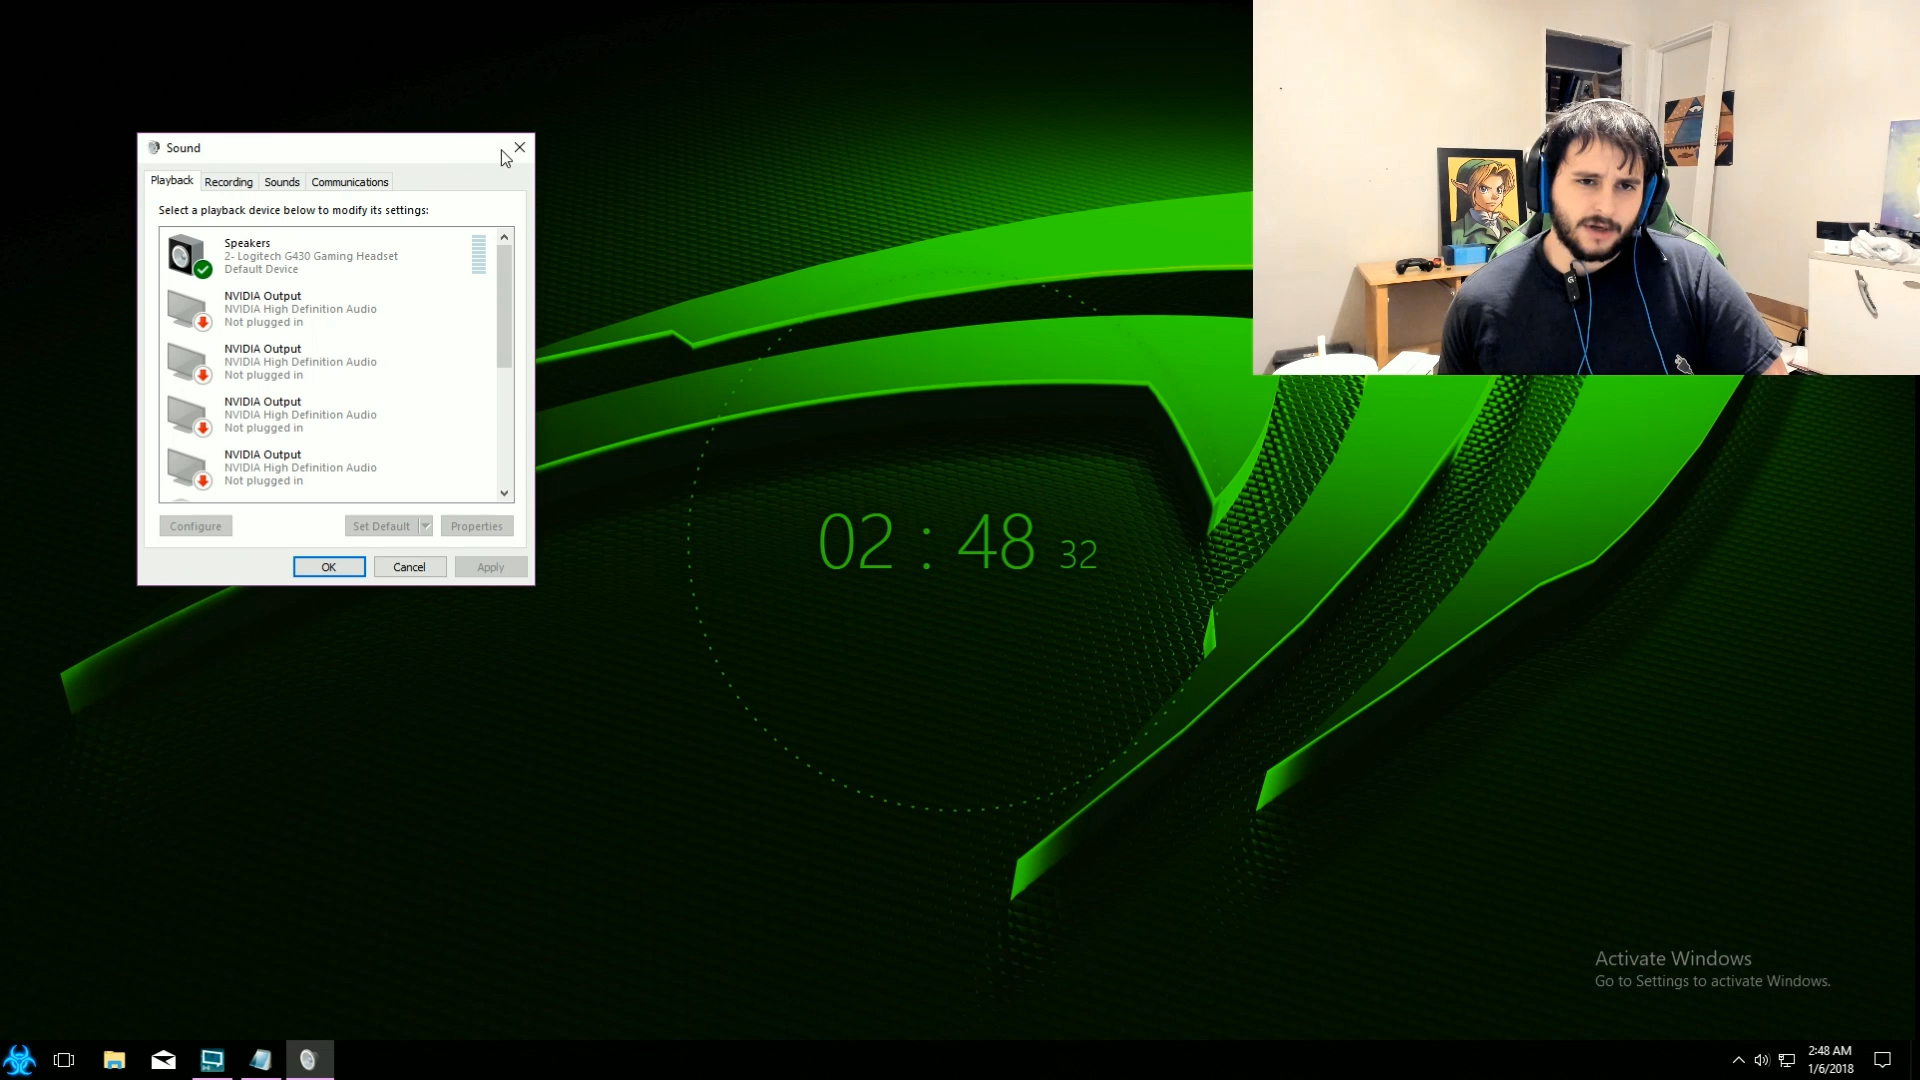 Sound
Playback
Recording
Sounds
Communications
Select a playback device below to modify its settings:
Speakers
2- Logitech G430 Gaming Headset
Default Device
NVIDIA Output
NVIDIA High Definition Audio
Not plugged in
NVIDIA Output
NVIDIA High Definition Audio
Not plugged in
NVIDIA Output
NVIDIA High Definition Audio
Not plugged in
NVIDIA Output
NVIDIA High Definition Audio
Not plugged in
Configure
Set Default
Properties
OK
Cancel
Apply
02 : 48 32
Activate Windows
Go to Settings to activate Windows.
2:48 AM
1/6/2018